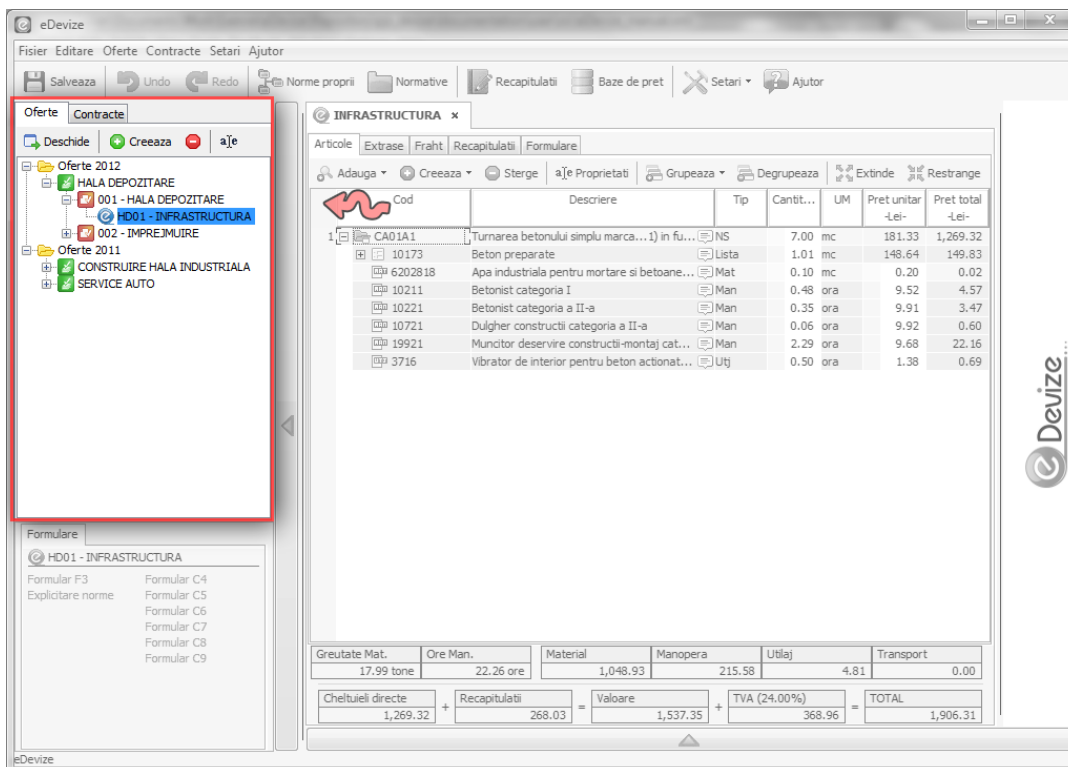 eDevize
Fisier Editare Oferte Contracte Setari Ajutor
Salveaza Undo Redo Norme proprii Normative Recapitulatii Baze de pret Setari Ajutor
Oferte Contracte
Deschide Creeaza
Oferte 2012
HALA DEPOZITARE
001 - HALA DEPOZITARE
HD01 - INFRASTRUCTURA
002 - IMPREJMUIRE
Oferte 2011
CONSTRUIRE HALA INDUSTRIALA
SERVICE AUTO
Formulare
HD01 - INFRASTRUCTURA
Formular F3 Formular C4
Explicitare norme Formular C5
Formular C6
Formular C7
Formular C8
Formular C9
INFRASTRUCTURA
Articole Extrase Fraht Recapitulatii Formulare
Adauga Creeaza Sterge Proprietati Grupeaza Degrupeaza Extinde Restrange
Cod Descriere Tip Cantit... UM Pret unitar -Lei- Pret total -Lei-
1 CA01A1 Turnarea betonului simplu marca...1) in fu... NS 7.00 mc 181.33 1,269.32
10173 Beton preparate Lista 1.01 mc 148.64 149.83
6202818 Apa industriala pentru mortare si betoane... Mat 0.10 mc 0.20 0.02
10211 Betonist categoria I Man 0.48 ora 9.52 4.57
10221 Betonist categoria a II-a Man 0.35 ora 9.91 3.47
10721 Dulgher constructii categoria a II-a Man 0.06 ora 9.92 0.60
19921 Muncitor deservire constructii-montaj cat... Man 2.29 ora 9.68 22.16
3716 Vibrator de interior pentru beton actionat... Utj 0.50 ora 1.38 0.69
Greutate Mat. Ore Man. Material Manopera Utilaj Transport
17.99 tone 22.26 ore 1,048.93 215.58 4.81 0.00
Cheltuieli directe + Recapitulatii = Valoare + TVA (24.00%) = TOTAL
1,269.32 268.03 1,537.35 368.96 1,906.31
eDevize...
eDevize